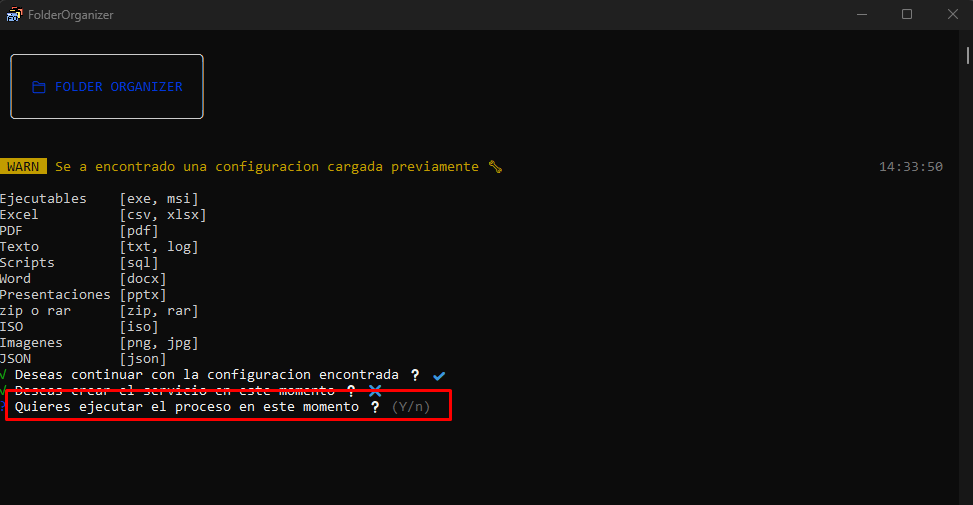 FolderOrganizer
FOLDER ORGANIZER
WARN Se a encontrado una configuracion cargada previamente 14:33:50
Ejecutables [exe, msi]
Excel [csv, xlsx]
PDF [pdf]
Texto [txt, log]
Scripts [sql]
Word [docx]
Presentaciones [pptx]
zip o rar [zip, rar]
ISO [iso]
Imagenes [png, jpg]
JSON [json]
√ Deseas continuar con la configuracion encontrada ? ✔
√ Deseas crear el servicio en este momento ? ✖
? Quieres ejecutar el proceso en este momento ? (Y/n)